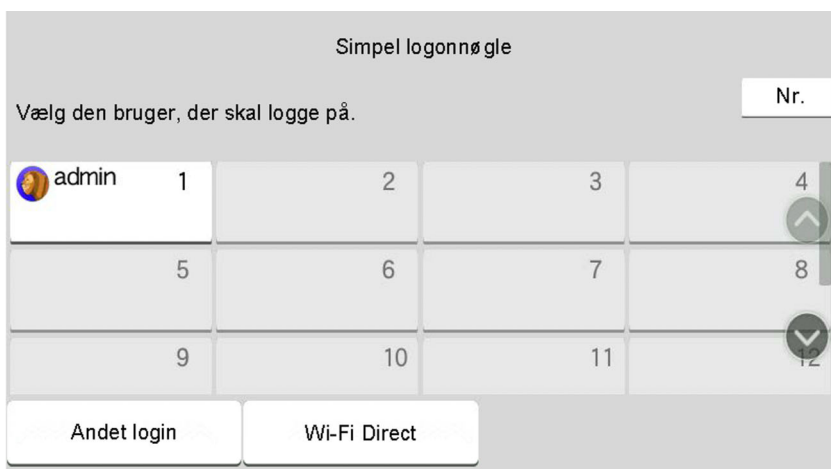 Simpel logonnøgle
Nr.
Vælg den bruger, der skal logge på.
admin 1 2 3 4
5 6 7 8
9 10 11 12
Andet login Wi-Fi Direct